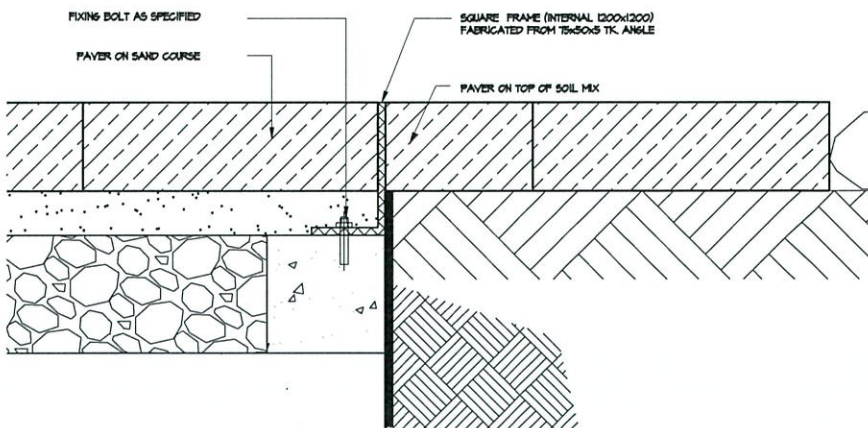 FIXING BOLT AS SPECIFIED
PAVER ON SAND COURSE
SQUARE FRAME (INTERNAL 1200x1200)
FABRICATED FROM 75x50x5 TK. ANGLE
PAVER ON TOP OF SOIL MIX